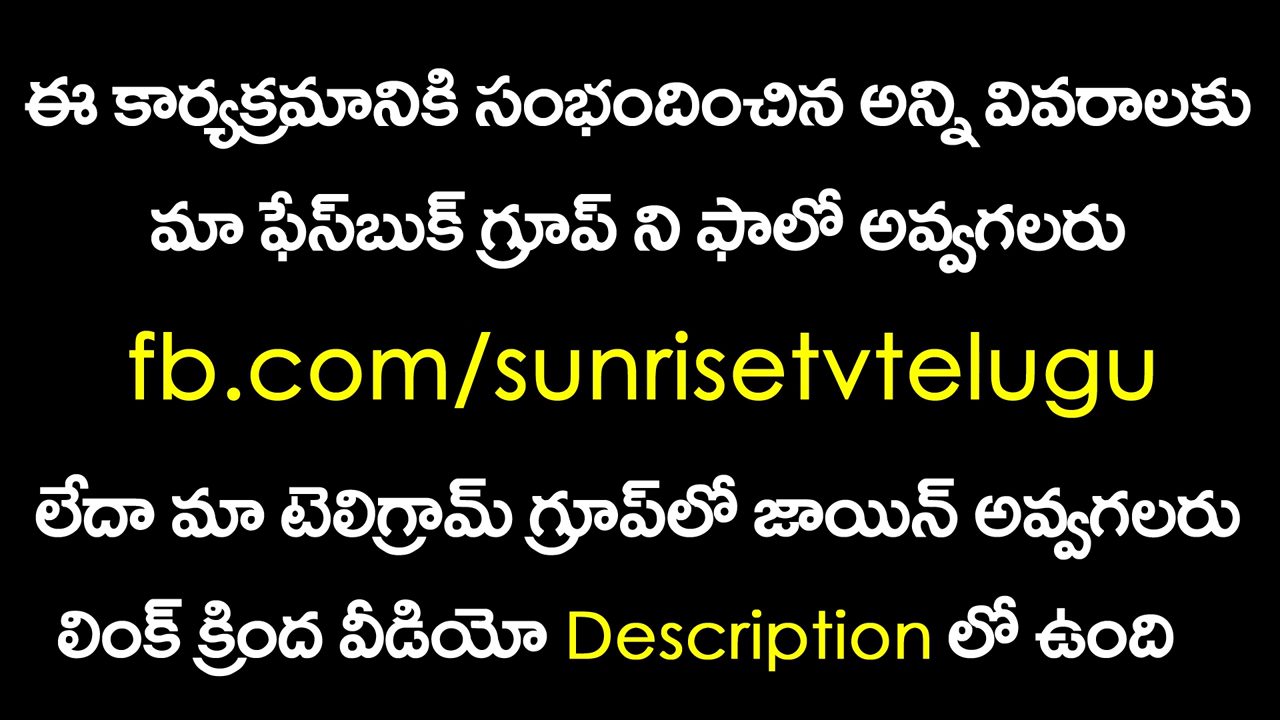 ఈ కార్యక్రమానికి సంభందించిన అన్ని వివరాలకు
మా ఫేస్‌బుక్ గ్రూప్ ని ఫాలో అవ్వగలరు
fb.com/sunrisetvtelugu
లేదా మా టెలిగ్రామ్ గ్రూప్‌లో జాయిన్ అవ్వగలరు
లింక్ క్రింద వీడియో Description లో ఉంది